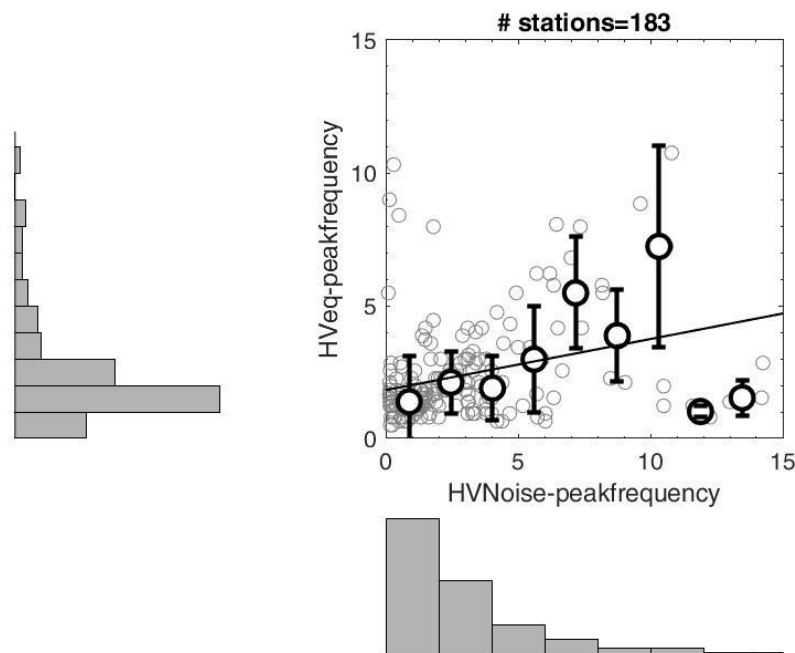 # stations=183
15
10
5
0
HVeq-peakfrequency
0 5 10 15
HVNoise-peakfrequency